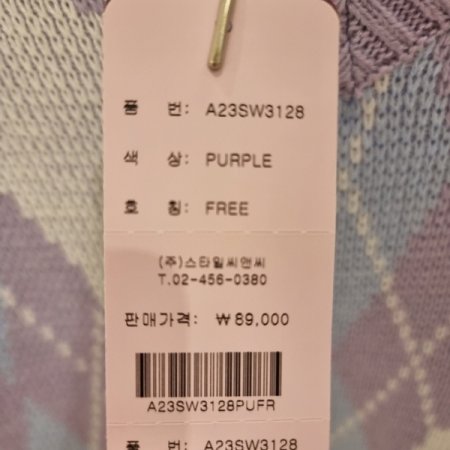 품 번: A23SW3128
색 상: PURPLE
호 칭: FREE
(주)스타일씨앤씨
T.02-456-0380
판매가격: ₩89,000
A23SW3128PUFR
품 번: A23SW3128